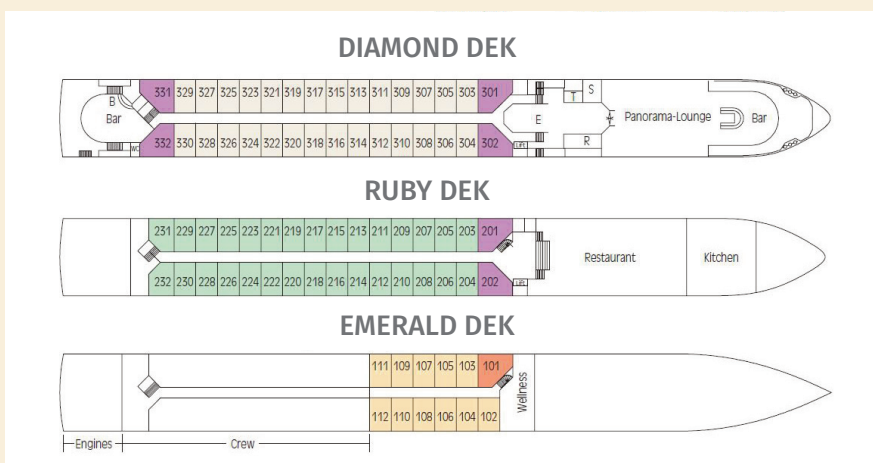 DIAMOND DEK
331 329 327 325 323 321 319 317 315 313 311 309 307 305 303 301
B
Bar
S
T
E
Panorama-Lounge
Bar
R
WC
LIFT
332 330 328 326 324 322 320 318 316 314 312 310 308 306 304 302
RUBY DEK
231 229 227 225 223 221 219 217 215 213 211 209 207 205 203 201
Restaurant
Kitchen
LIFT
232 230 228 226 224 222 220 218 216 214 212 210 208 206 204 202
EMERALD DEK
111 109 107 105 103 101
Wellness
112 110 108 106 104 102
Engines
Crew